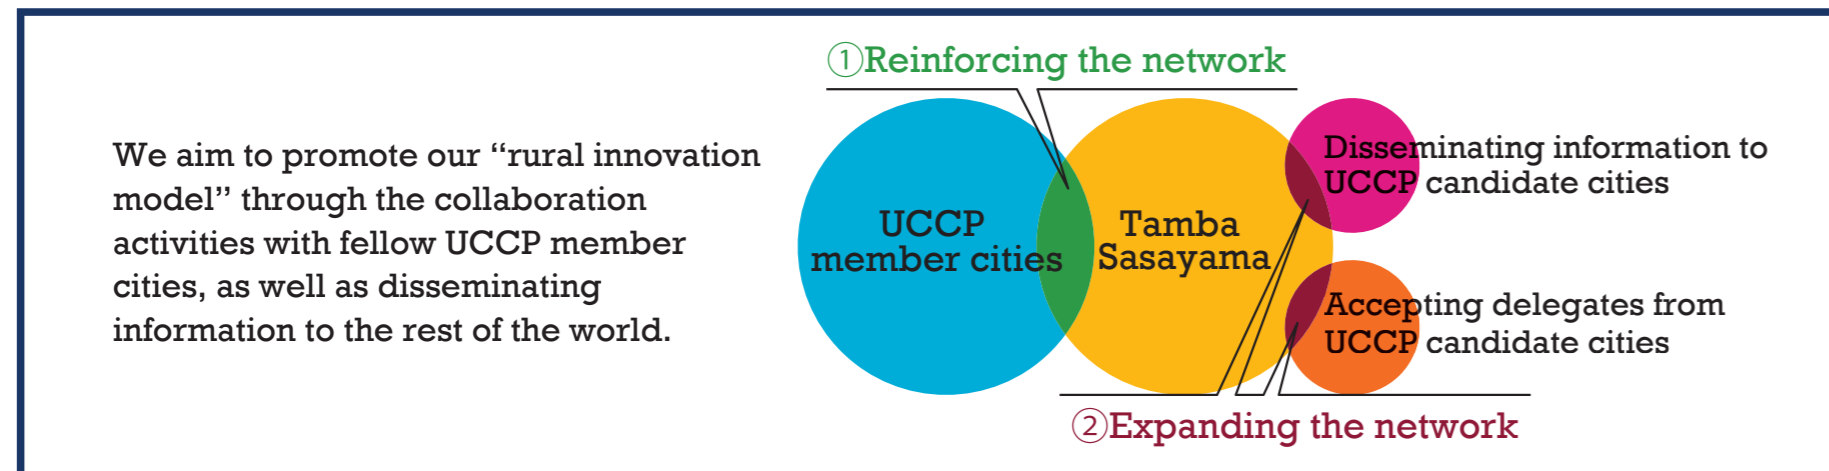 We aim to promote our “rural innovation
model” through the collaboration
activities with fellow UCCP member
cities, as well as disseminating
information to the rest of the world.
①Reinforcing the network
UCCP
member cities
Tamba
Sasayama
Disseminating information to
UCCP candidate cities
Accepting delegates from
UCCP candidate cities
②Expanding the network